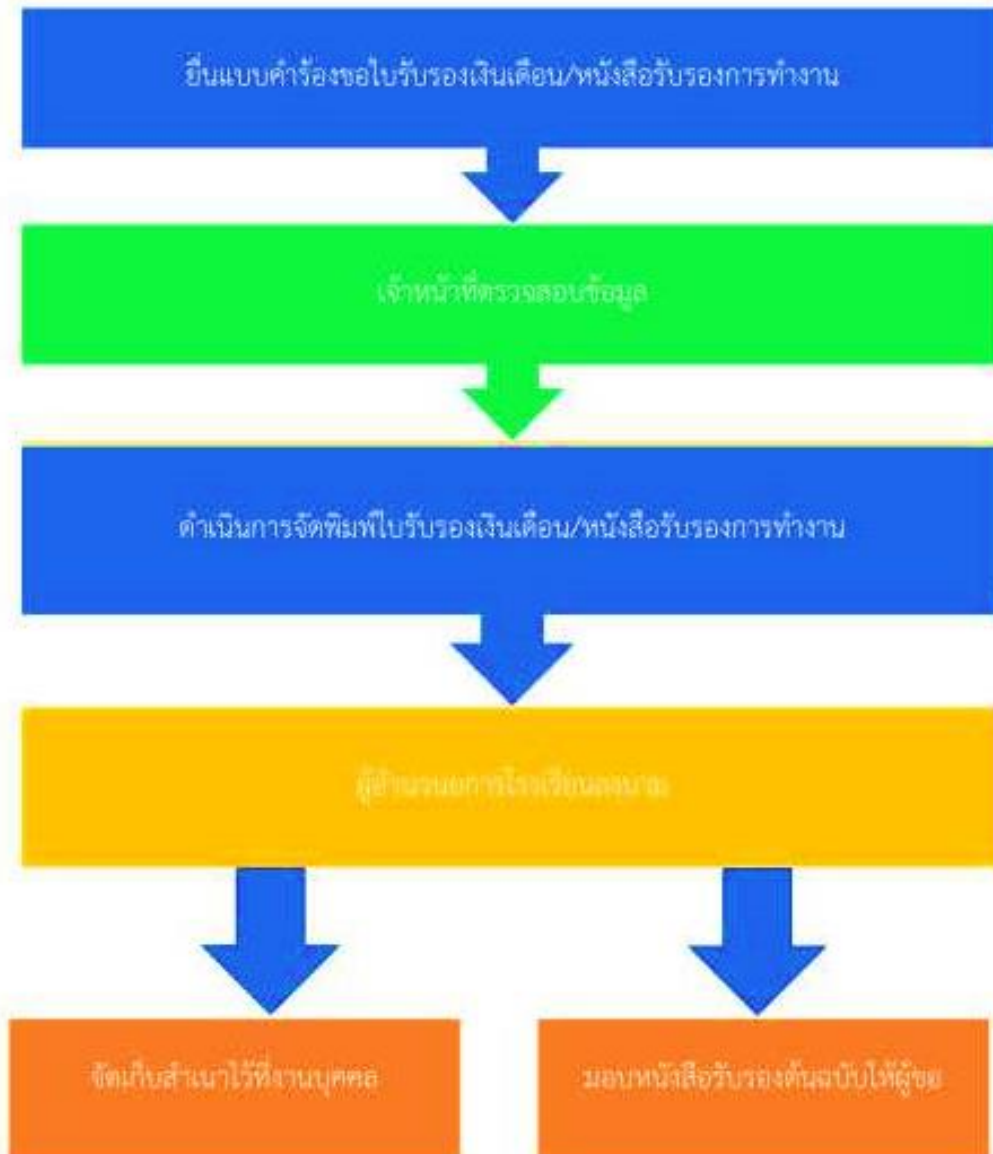 ยื่นแบบคำร้องขอใบรับรองเงินเดือน/หนังสือรับรองการทำงาน
เจ้าหน้าที่ตรวจสอบข้อมูล
ดำเนินการจัดพิมพ์ใบรับรองเงินเดือน/หนังสือรับรองการทำงาน
ผู้อำนวยการโรงเรียนลงนาม
จัดเก็บสำเนาไว้ที่งานบุคคล
มอบหนังสือรับรองต้นฉบับให้ผู้ขอ